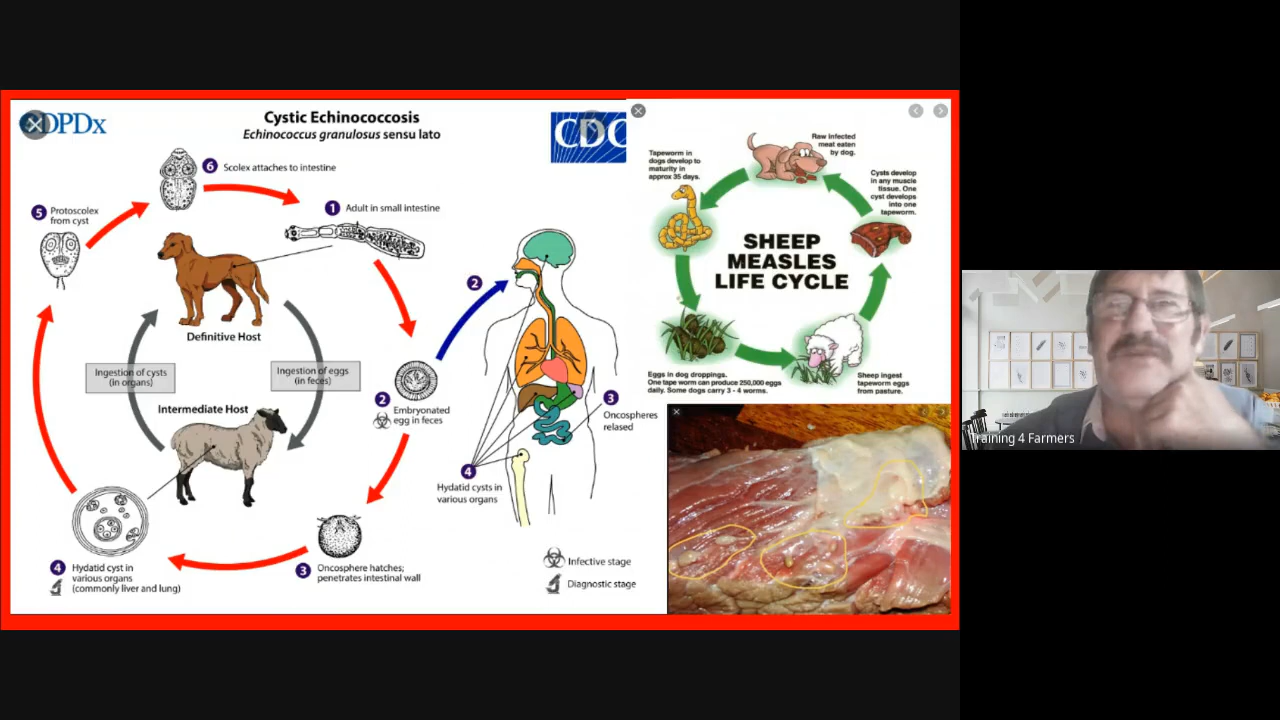 DPDx
Cystic Echinococcosis
Echinococcus granulosus sensu lato
CDC
6 Scolex attaches to intestine
5 Protoscolex
from cyst
1 Adult in small intestine
Definitive Host
Ingestion of cysts
(in organs)
Ingestion of eggs
(in feces)
Intermediate Host
2
2
Embryonated
egg in feces
3
Oncospheres
relased
4
Hydatid cysts in
various organs
4 Hydatid cyst in
various organs
(commonly liver and lung)
3 Oncosphere hatches;
penetrates intestinal wall
Infective stage
Diagnostic stage
Raw infected
meat eaten
by dog.
Tapeworm in
dogs develop to
maturity in
approx 35 days.
Cysts develop
in any muscle
tissue. One
cyst develops
into one
tapeworm.
SHEEP
MEASLES
LIFE CYCLE
Eggs in dog droppings.
One tape worm can produce 250,000 eggs
daily. Some dogs carry 3 - 4 worms.
Sheep ingest
tapeworm eggs
from pasture.
Training 4 Farmers